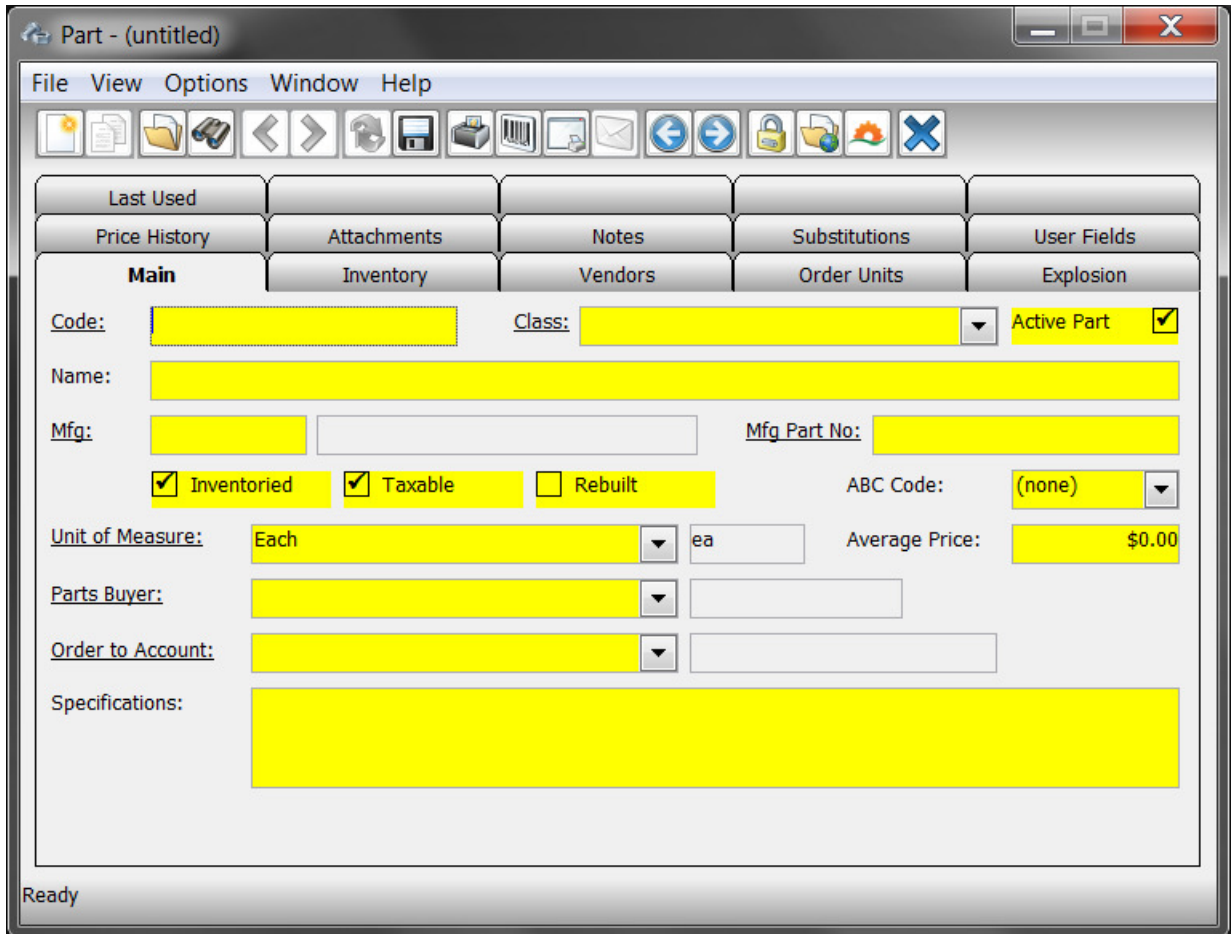 Part - (untitled)
File View Options Window Help
Last Used
Price History Attachments Notes Substitutions User Fields
Main Inventory Vendors Order Units Explosion
Code: Class: Active Part
Name:
Mfg: Mfg Part No:
Inventoried Taxable Rebuilt ABC Code: (none)
Unit of Measure: Each ea Average Price: $0.00
Parts Buyer:
Order to Account:
Specifications:
Ready